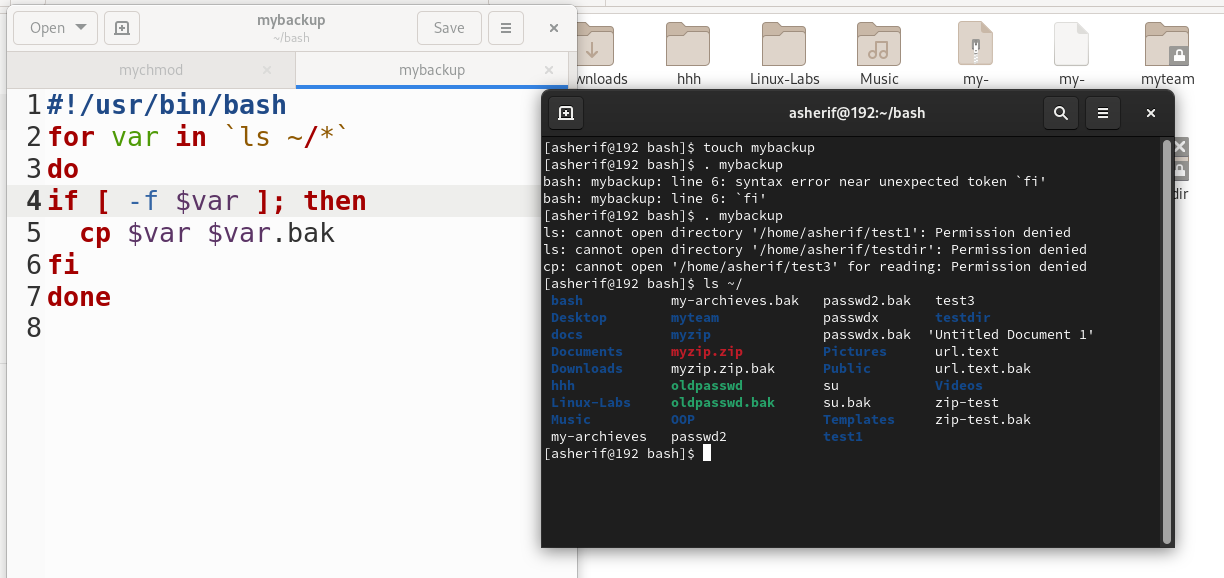 Open
mybackup
~/bash
Save
mychmod
mybackup
1 #!/usr/bin/bash
2 for var in `ls ~/*`
3 do
4 if [ -f $var ]; then
5   cp $var $var.bak
6 fi
7 done
8
wnloads hhh Linux-Labs Music my- my- myteam
dir
asherif@192:~/bash
[asherif@192 bash]$ touch mybackup
[asherif@192 bash]$ . mybackup
bash: mybackup: line 6: syntax error near unexpected token `fi'
bash: mybackup: line 6: `fi'
[asherif@192 bash]$ . mybackup
ls: cannot open directory '/home/asherif/test1': Permission denied
ls: cannot open directory '/home/asherif/testdir': Permission denied
cp: cannot open '/home/asherif/test3' for reading: Permission denied
[asherif@192 bash]$ ls ~/
bash my-archieves.bak passwd2.bak test3
Desktop myteam passwdx testdir
docs myzip passwdx.bak 'Untitled Document 1'
Documents myzip.zip Pictures url.text
Downloads myzip.zip.bak Public url.text.bak
hhh oldpasswd su Videos
Linux-Labs oldpasswd.bak su.bak zip-test
Music OOP Templates zip-test.bak
my-archieves passwd2 test1
[asherif@192 bash]$